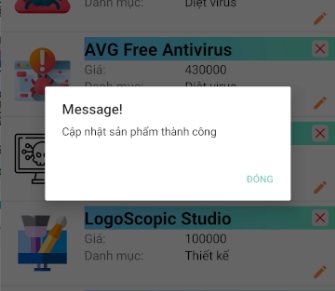 Danh mục: Diệt virus
AVG Free Antivirus
Giá: 430000
Danh mục: Diệt virus
Message!
Cập nhật sản phẩm thành công
ĐÓNG
LogoScopic Studio
Giá: 100000
Danh mục: Thiết kế